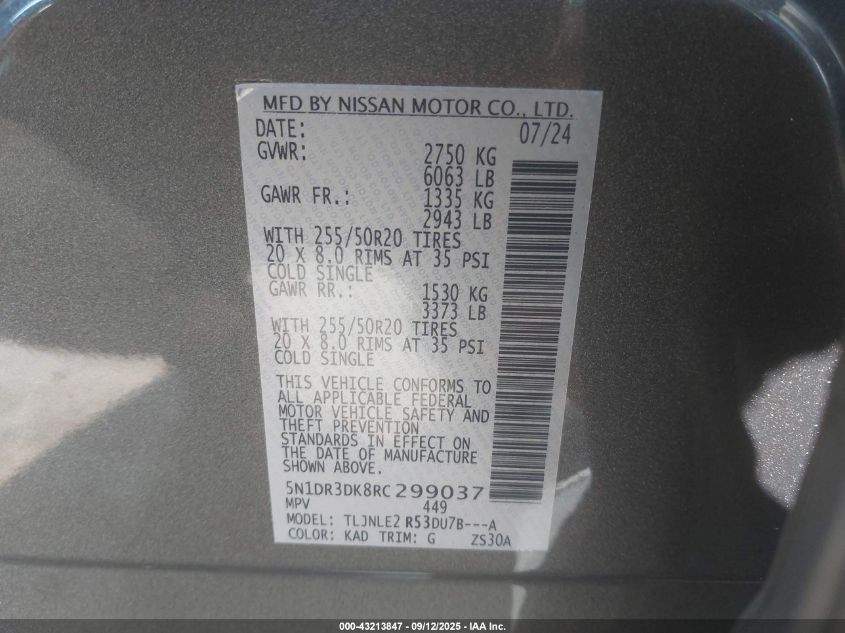 MFD BY NISSAN MOTOR CO., LTD.
DATE: 07/24
GVWR: 2750 KG
6063 LB
GAWR FR.: 1335 KG
2943 LB
WITH 255/50R20 TIRES
20 X 8.0 RIMS AT 35 PSI
COLD SINGLE
GAWR RR.: 1530 KG
3373 LB
WITH 255/50R20 TIRES
20 X 8.0 RIMS AT 35 PSI
COLD SINGLE
THIS VEHICLE CONFORMS TO
ALL APPLICABLE FEDERAL
MOTOR VEHICLE SAFETY AND
THEFT PREVENTION
STANDARDS IN EFFECT ON
THE DATE OF MANUFACTURE
SHOWN ABOVE.
5N1DR3DK8RC299037
MPV 449
MODEL: TLJNLE2 R53DU7B---A
COLOR: KAD TRIM: G ZS30A
000-43213847 - 09/12/2025 - IAA Inc.